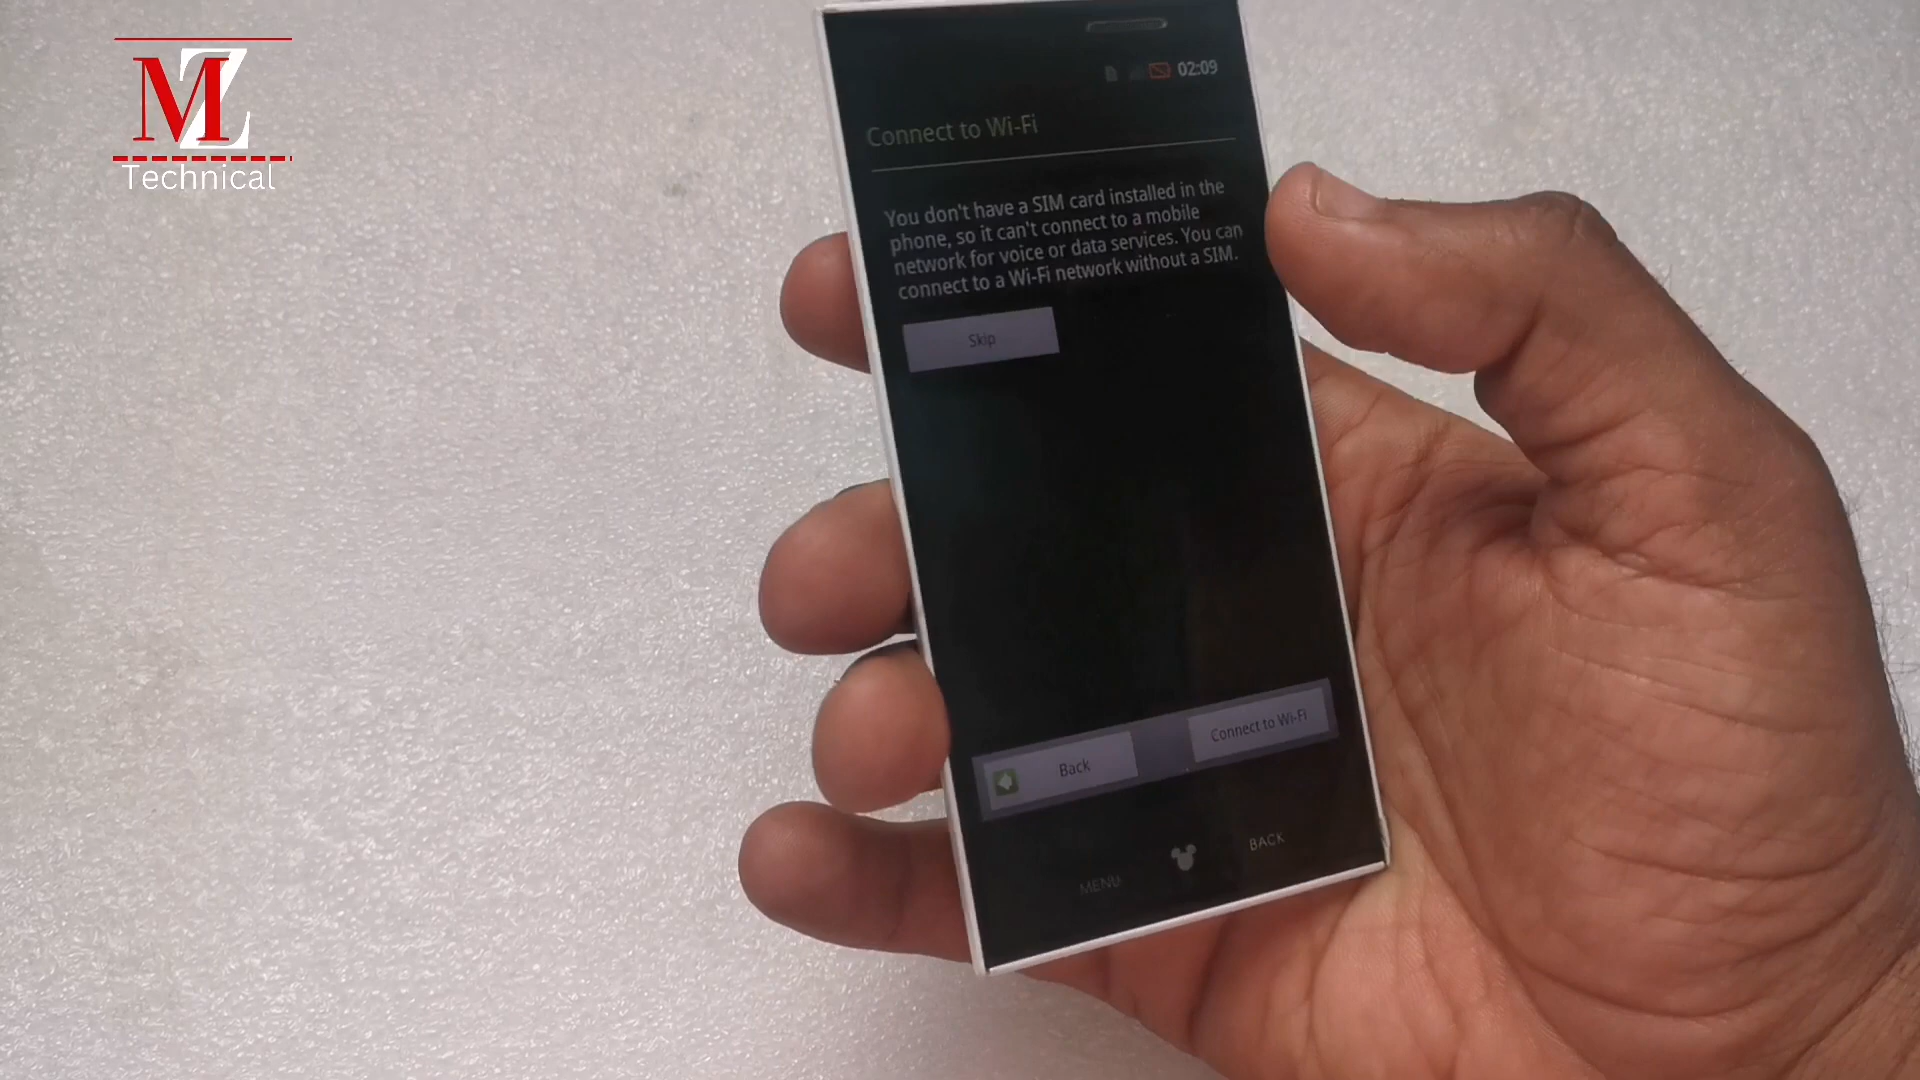 MZ
Technical
02:09
Connect to Wi-Fi
You don't have a SIM card installed in the
phone, so it can't connect to a mobile
network for voice or data services. You can
connect to a Wi-Fi network without a SIM.
Skip
Back
Connect to Wi-Fi
MENU
BACK